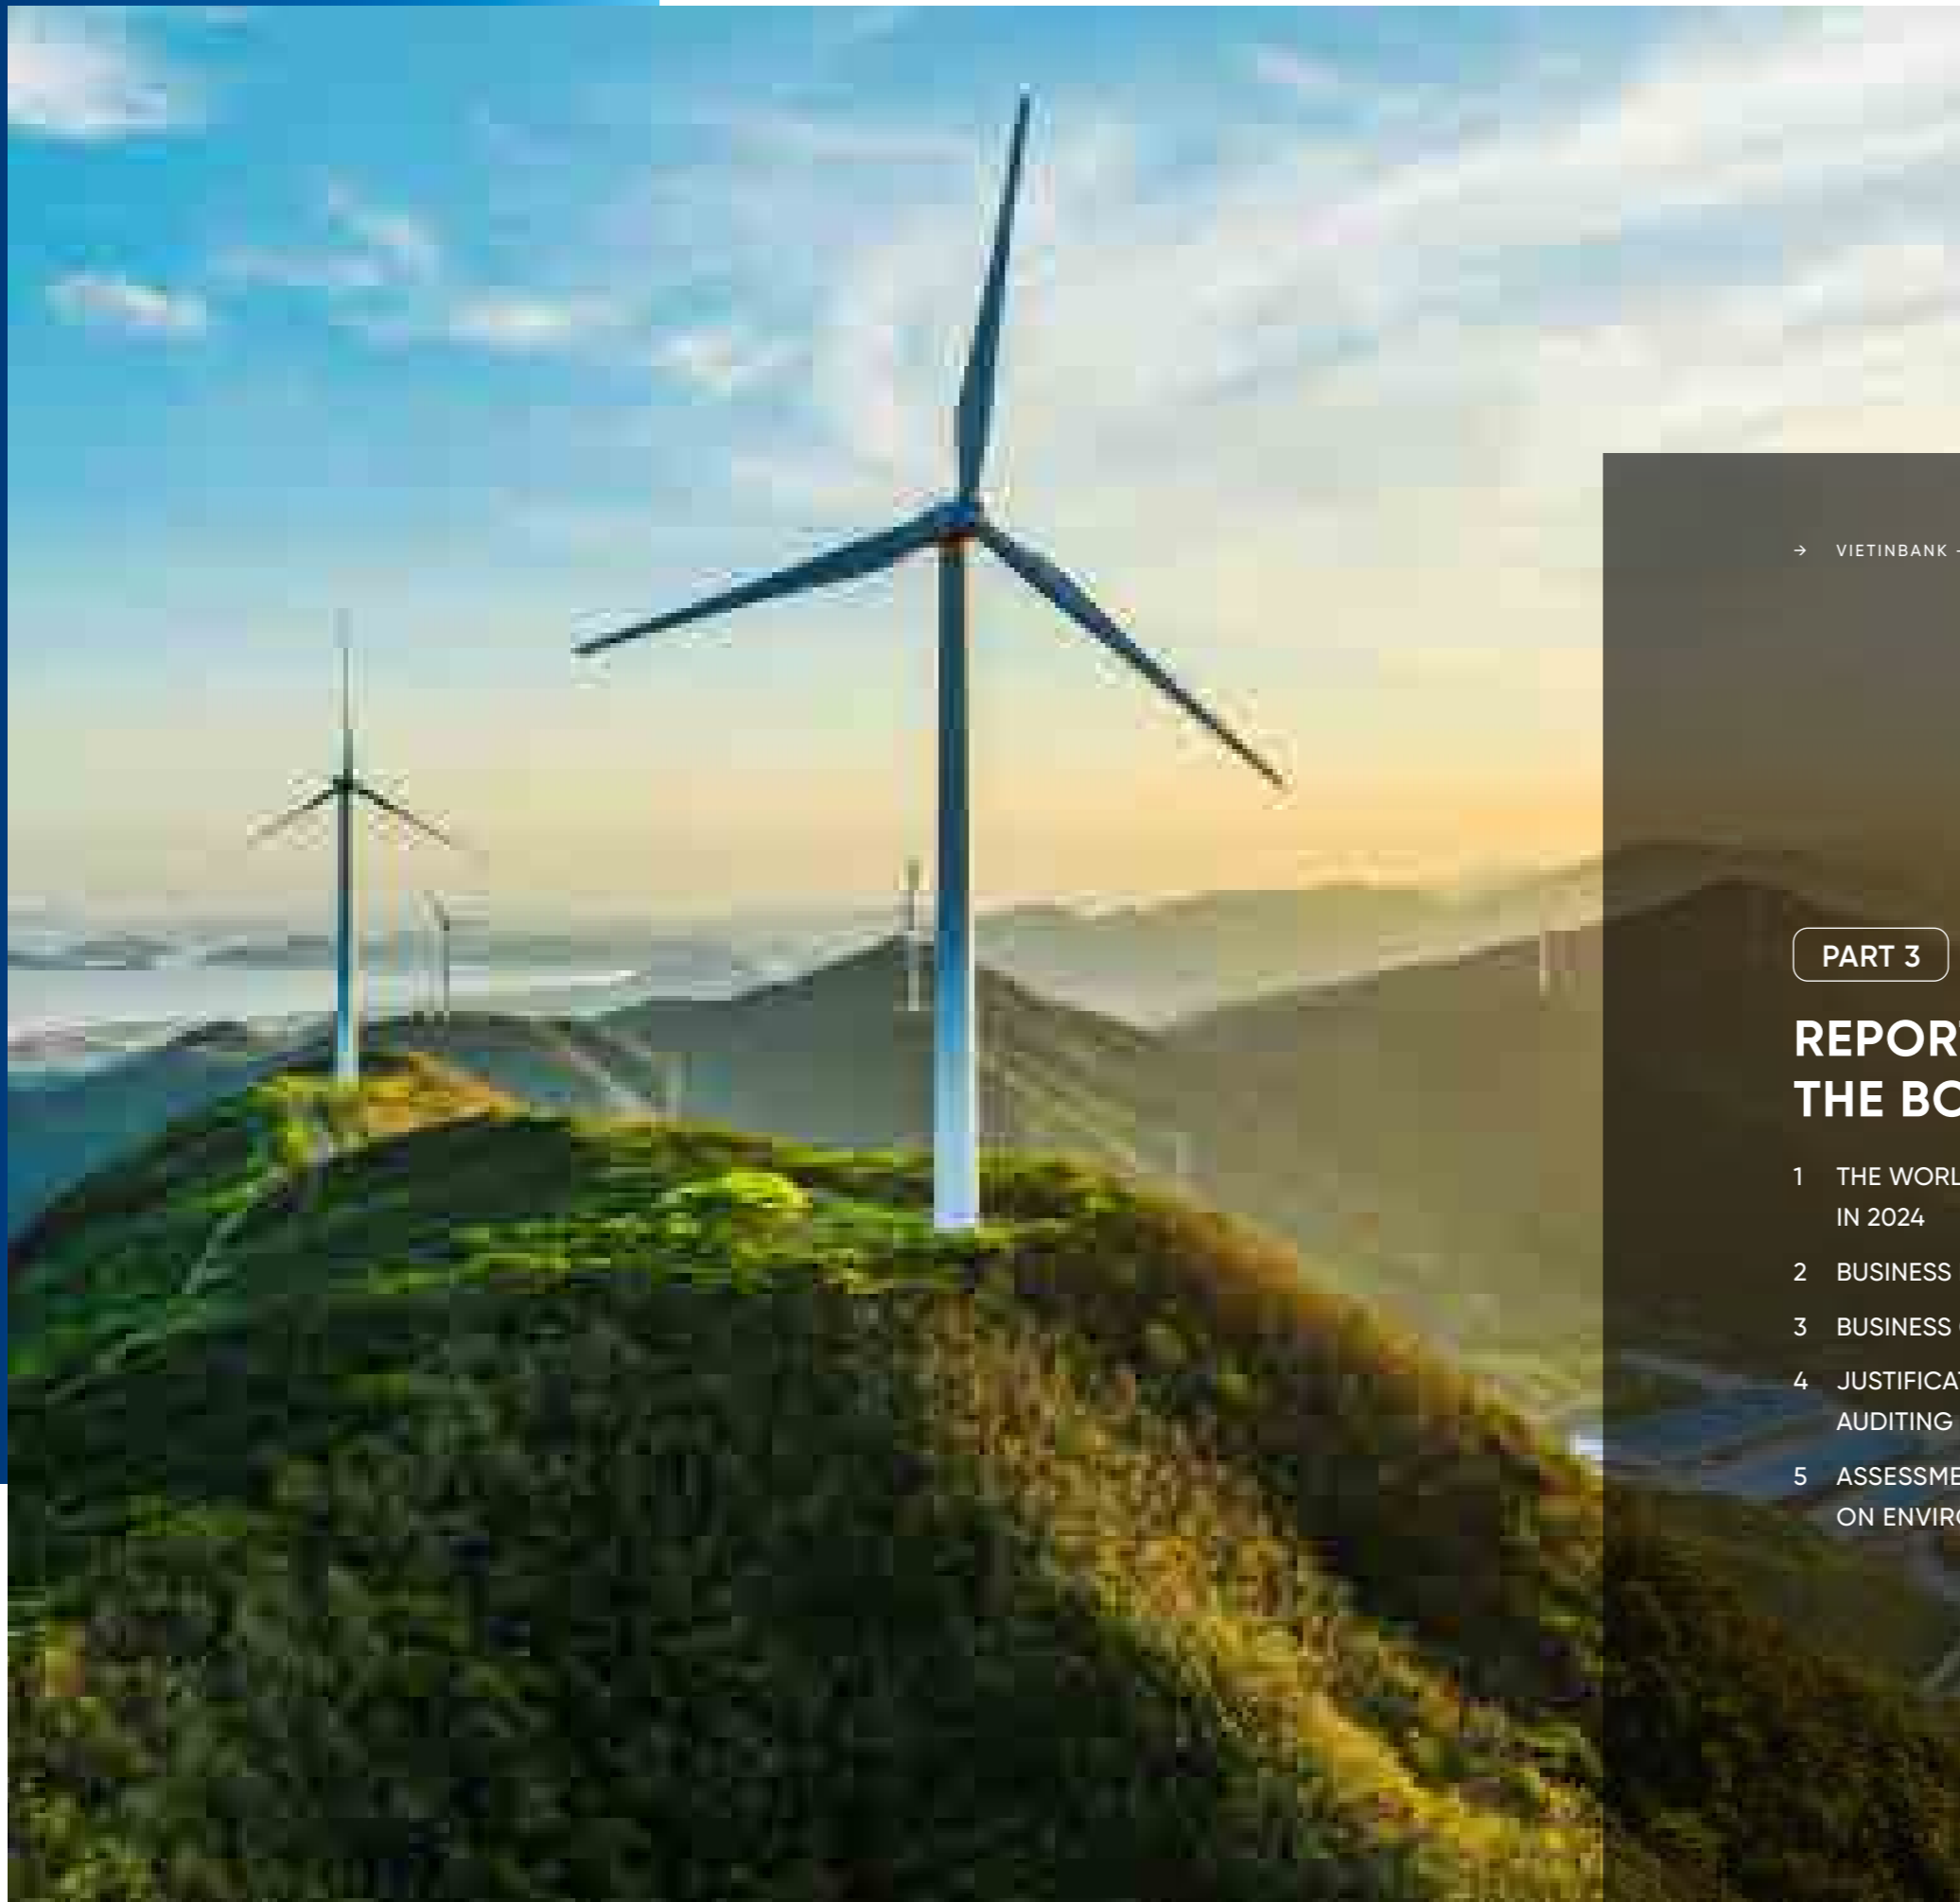 → VIETINBANK -
PART 3
REPOR
THE BO
1 THE WORL
IN 2024
2 BUSINESS
3 BUSINESS
4 JUSTIFICA
AUDITING
5 ASSESSME
ON ENVIR